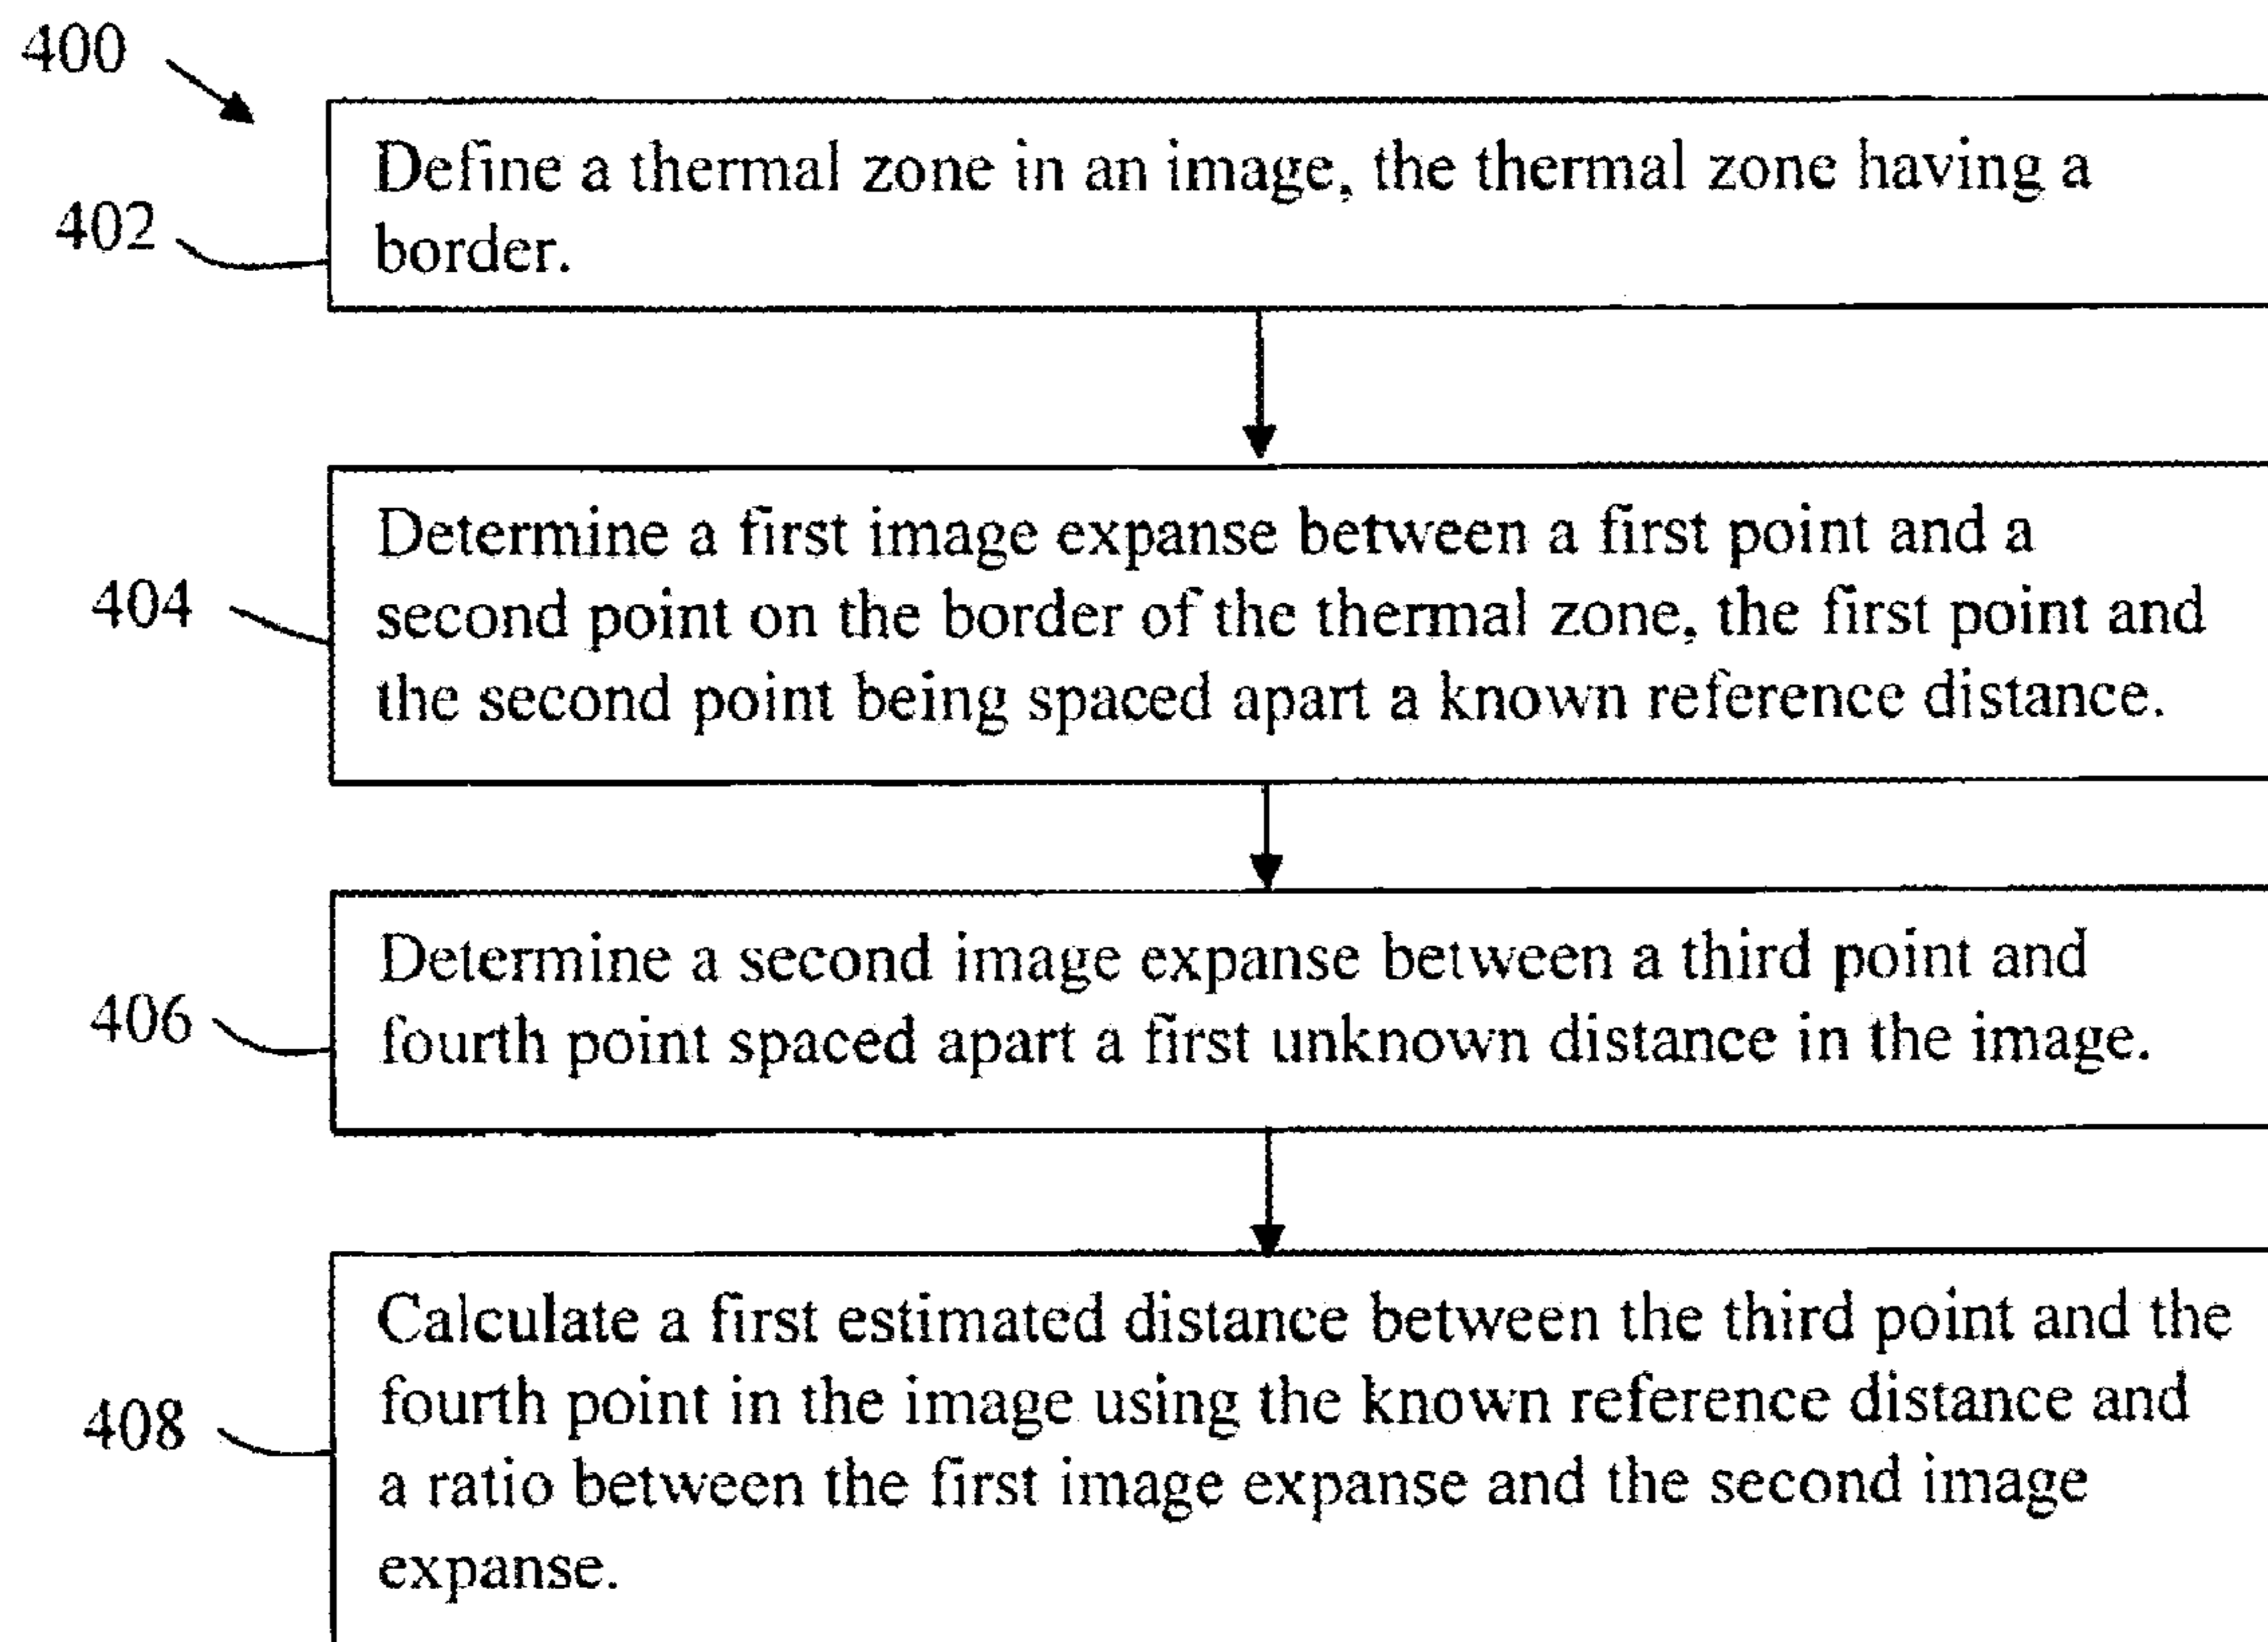 400
Define a thermal zone in an image, the thermal zone having a
402
border.
Determine a first image expanse between a first point and a
404
second point on the border of the thermal zone, the first point and
the second point being spaced apart a known reference distance.
Determine a second image expanse between a third point and
406
fourth point spaced apart a first unknown distance in the image.
Calculate a first estimated distance between the third point and the
fourth point in the image using the known reference distance and
408
a ratio between the first image expanse and the second image
expanse.